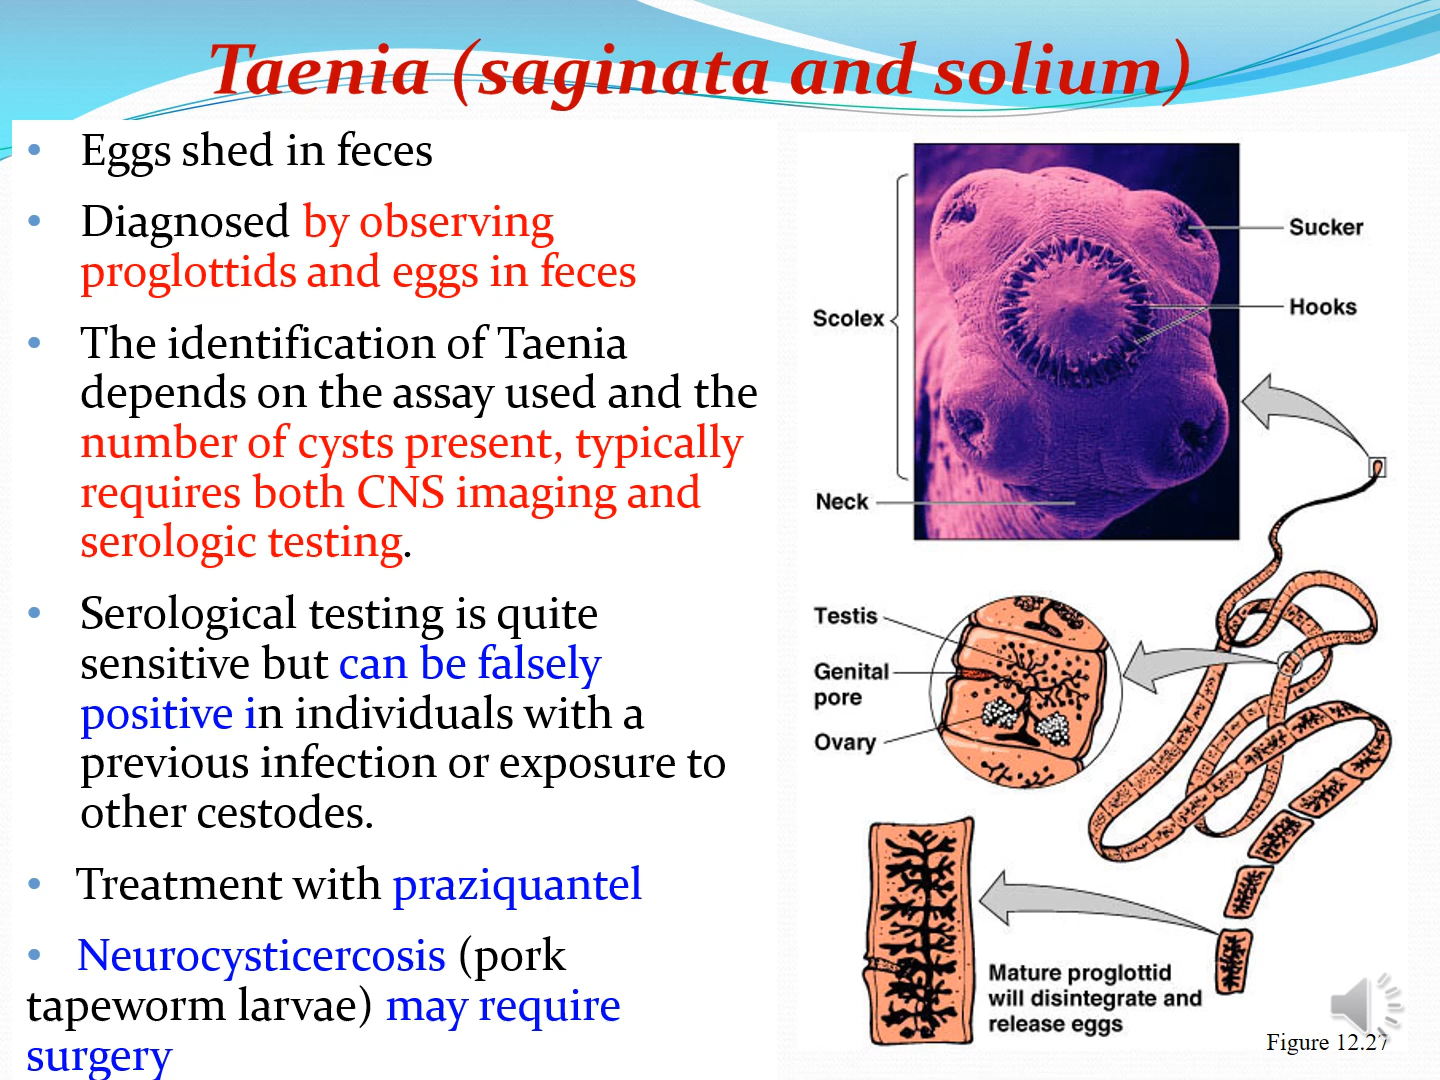 Taenia (saginata and solium)
• Eggs shed in feces
• Diagnosed by observing
proglottids and eggs in feces
• The identification of Taenia
depends on the assay used and the
number of cysts present, typically
requires both CNS imaging and
serologic testing.
• Serological testing is quite
sensitive but can be falsely
positive in individuals with a
previous infection or exposure to
other cestodes.
• Treatment with praziquantel
• Neurocysticercosis (pork
tapeworm larvae) may require
surgery
Sucker
Hooks
Scolex
Neck
Testis
Genital
pore
Ovary
Mature proglottid
will disintegrate and
release eggs
Figure 12.27